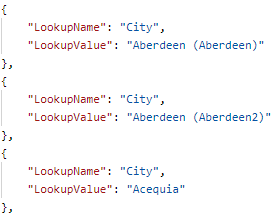 {
"LookupName": "City",
"LookupValue": "Aberdeen (Aberdeen)"
},
{
"LookupName": "City",
"LookupValue": "Aberdeen (Aberdeen2)"
},
{
"LookupName": "City",
"LookupValue": "Acequia"
},